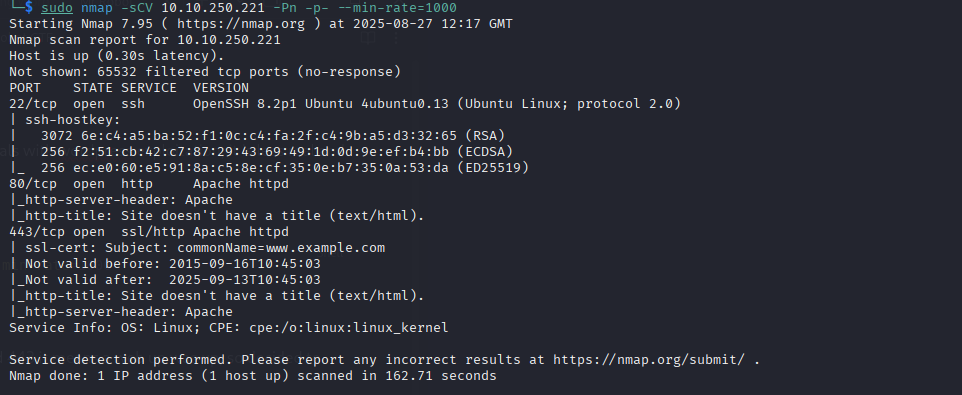 └─$ sudo nmap -sCV 10.10.250.221 -Pn -p- --min-rate=1000
Starting Nmap 7.95 ( https://nmap.org ) at 2025-08-27 12:17 GMT
Nmap scan report for 10.10.250.221
Host is up (0.30s latency).
Not shown: 65532 filtered tcp ports (no-response)
PORT    STATE SERVICE  VERSION
22/tcp  open  ssh      OpenSSH 8.2p1 Ubuntu 4ubuntu0.13 (Ubuntu Linux; protocol 2.0)
| ssh-hostkey:
|   3072 6e:c4:a5:ba:52:f1:0c:c4:fa:2f:c4:9b:a5:d3:32:65 (RSA)
|   256 f2:51:cb:42:c7:87:29:43:69:49:1d:0d:9e:ef:b4:bb (ECDSA)
|_  256 ec:e0:60:e5:91:8a:c5:8e:cf:35:0e:b7:35:0a:53:da (ED25519)
80/tcp  open  http     Apache httpd
|_http-server-header: Apache
|_http-title: Site doesn't have a title (text/html).
443/tcp open  ssl/http Apache httpd
| ssl-cert: Subject: commonName=www.example.com
| Not valid before: 2015-09-16T10:45:03
|_Not valid after:  2025-09-13T10:45:03
|_http-title: Site doesn't have a title (text/html).
|_http-server-header: Apache
Service Info: OS: Linux; CPE: cpe:/o:linux:linux_kernel

Service detection performed. Please report any incorrect results at https://nmap.org/submit/ .
Nmap done: 1 IP address (1 host up) scanned in 162.71 seconds